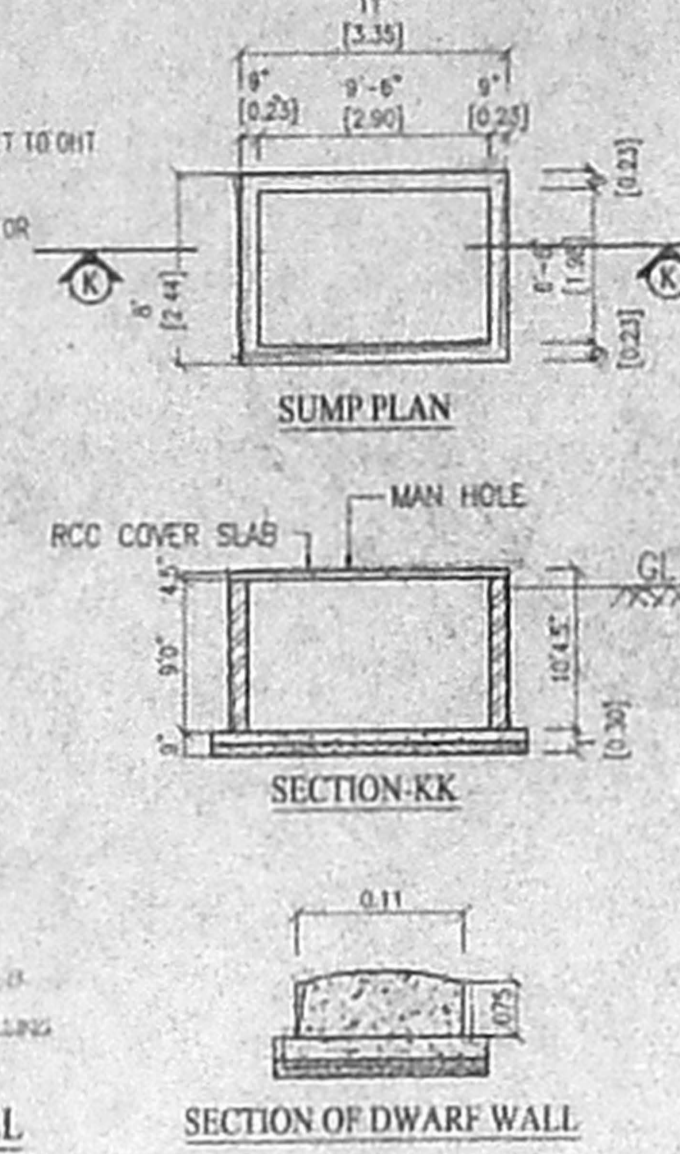 11'
[3.35]
9" 9'-6" 9"
[0.23] [2.90] [0.23]
T TO OHT
[0.23]
OR
K
K
8'
[2.44]
6'-6"
[1.98]
[0.23]
SUMP PLAN
MAN HOLE
RCC COVER SLAB
4.5"
GL
9'0"
10'4.5"
9"
[0.30]
SECTION-KK
0.11
.075
L
SECTION OF DWARF WALL